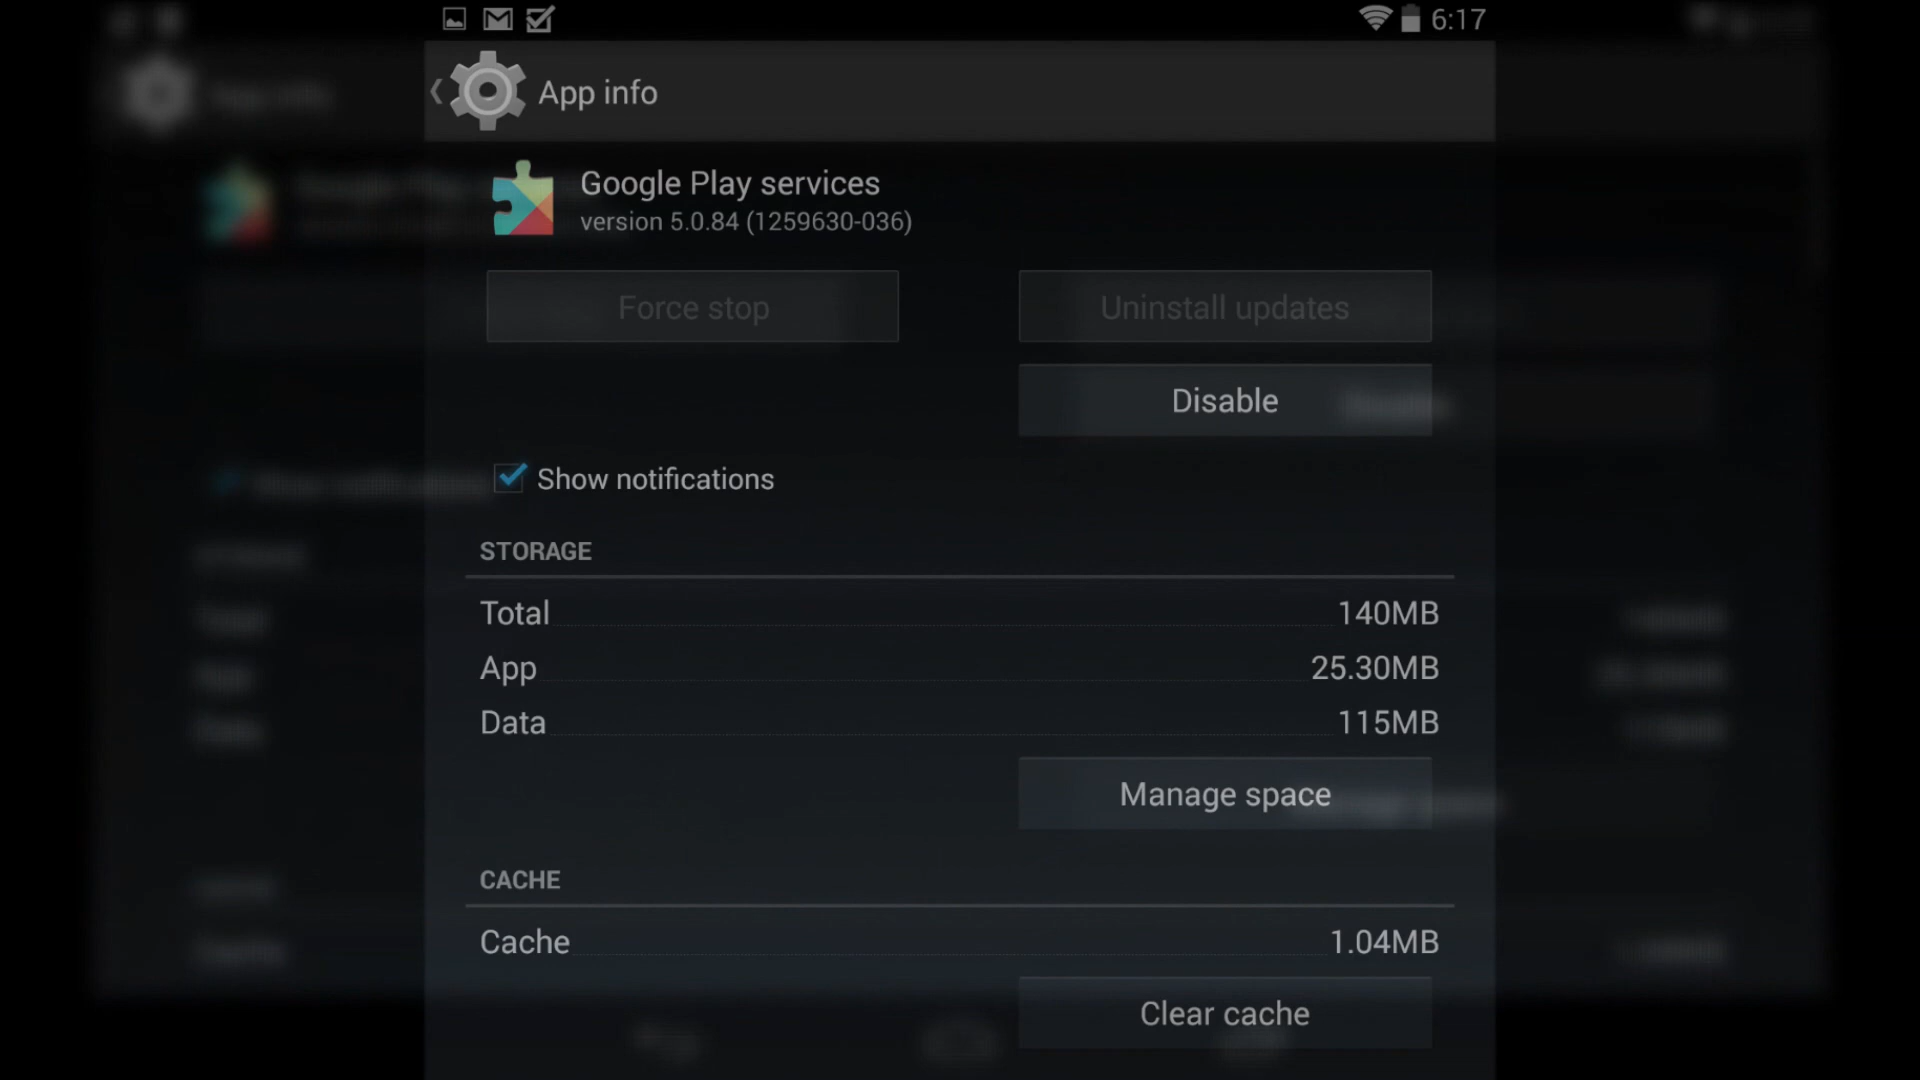 6:17
App info
Google Play services
version 5.0.84 (1259630-036)
Force stop
Uninstall updates
Disable
Show notifications
STORAGE
Total 140MB
App 25.30MB
Data 115MB
Manage space
CACHE
Cache 1.04MB
Clear cache